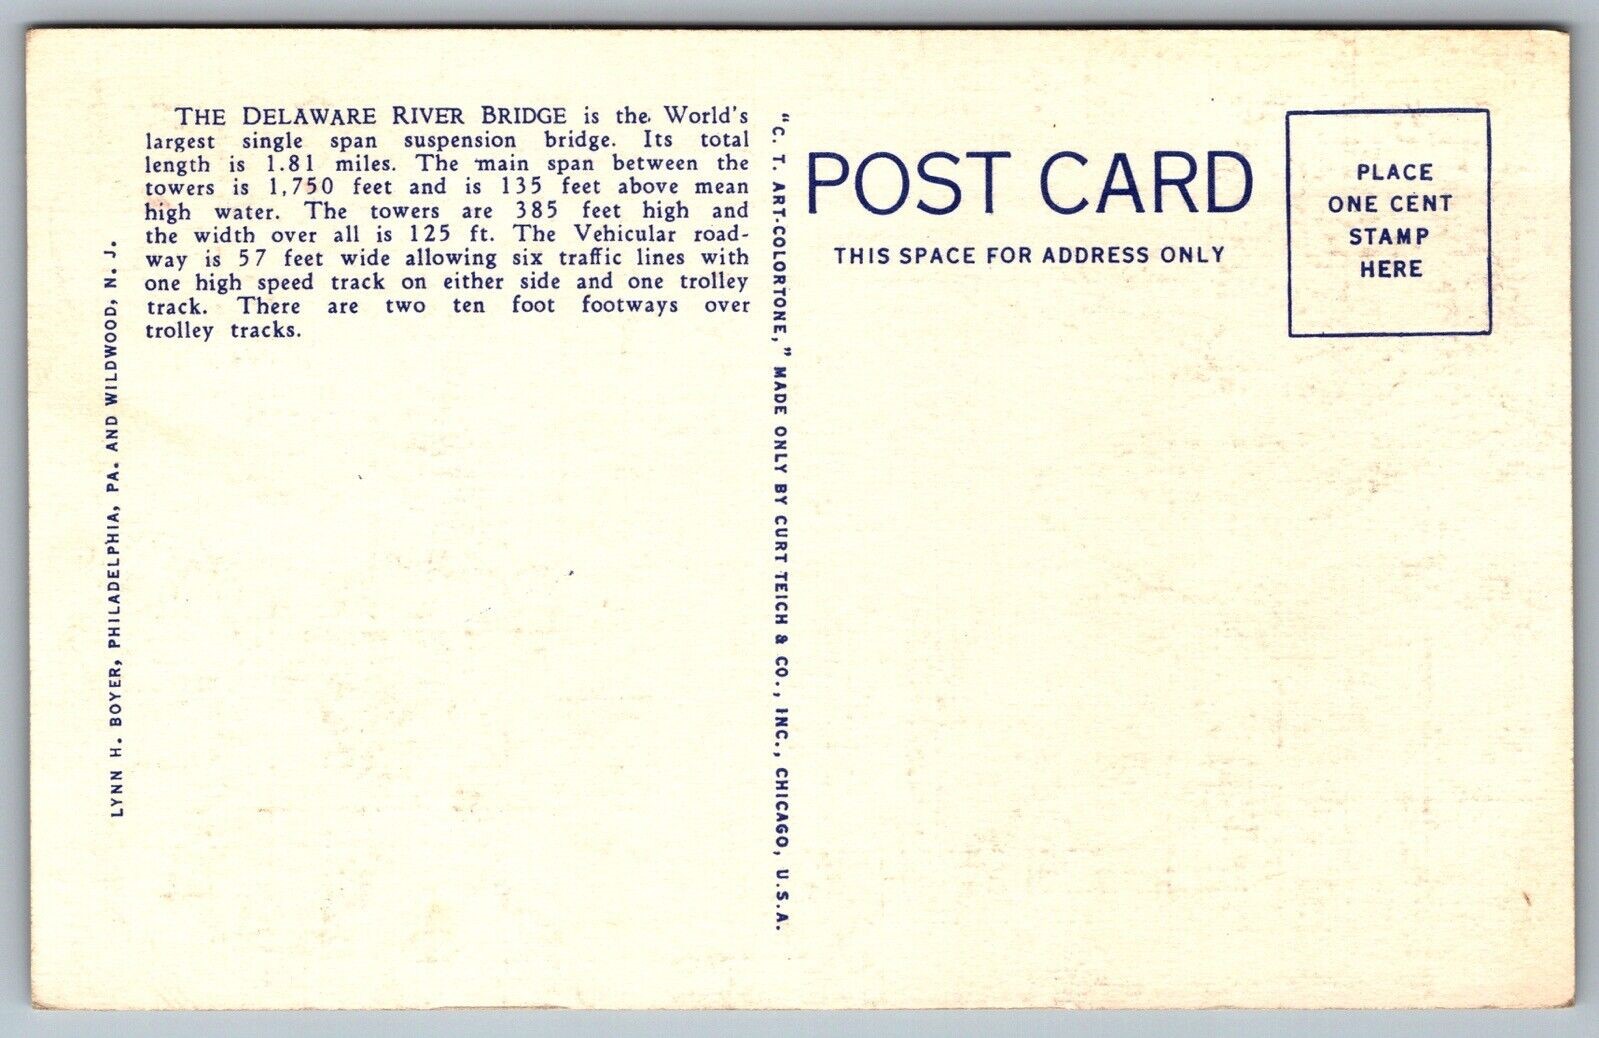 THE DELAWARE RIVER BRIDGE is the World's
largest single span suspension bridge. Its total
length is 1.81 miles. The main span between the
towers is 1,750 feet and is 135 feet above mean
high water. The towers are 385 feet high and
the width over all is 125 ft. The Vehicular road-
way is 57 feet wide allowing six traffic lines with
one high speed track on either side and one trolley
track. There are two ten foot footways over
trolley tracks.
LYNN H. BOYER, PHILADELPHIA, PA. AND WILDWOOD, N. J.
"C. T. ART-COLORTONE," MADE ONLY BY CURT TEICH & CO., INC., CHICAGO, U.S.A.
POST CARD
THIS SPACE FOR ADDRESS ONLY
PLACE
ONE CENT
STAMP
HERE